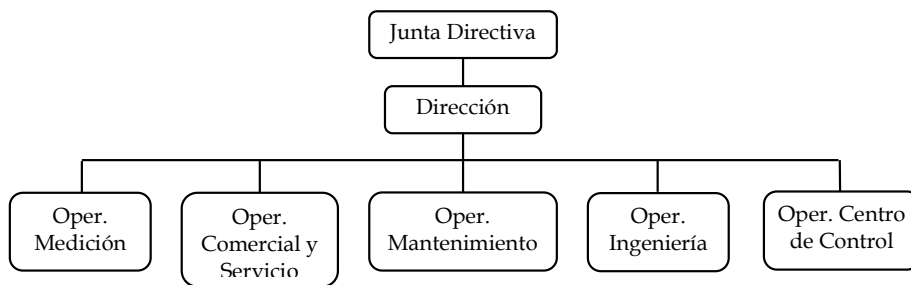 Junta Directiva
Dirección
Oper.
Medición
Oper.
Comercial y
Servicio
Oper.
Mantenimiento
Oper.
Ingeniería
Oper. Centro
de Control